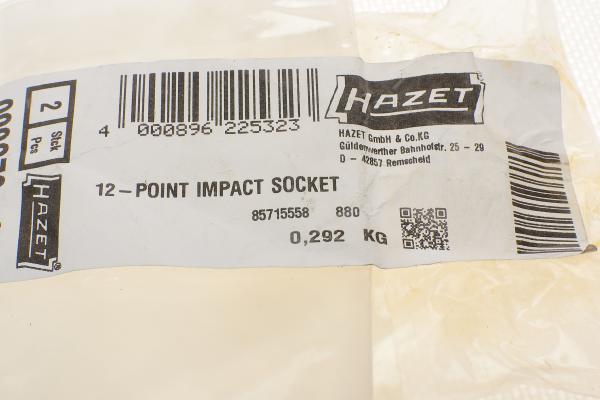 2 Stck
Pcs
HAZET
4 000896 225323
HAZET
HAZET GmbH & Co.KG
Güldenwerther Bahnhofstr. 25 - 29
D - 42857 Remscheid
12-POINT IMPACT SOCKET
85715558 880
0,292 KG